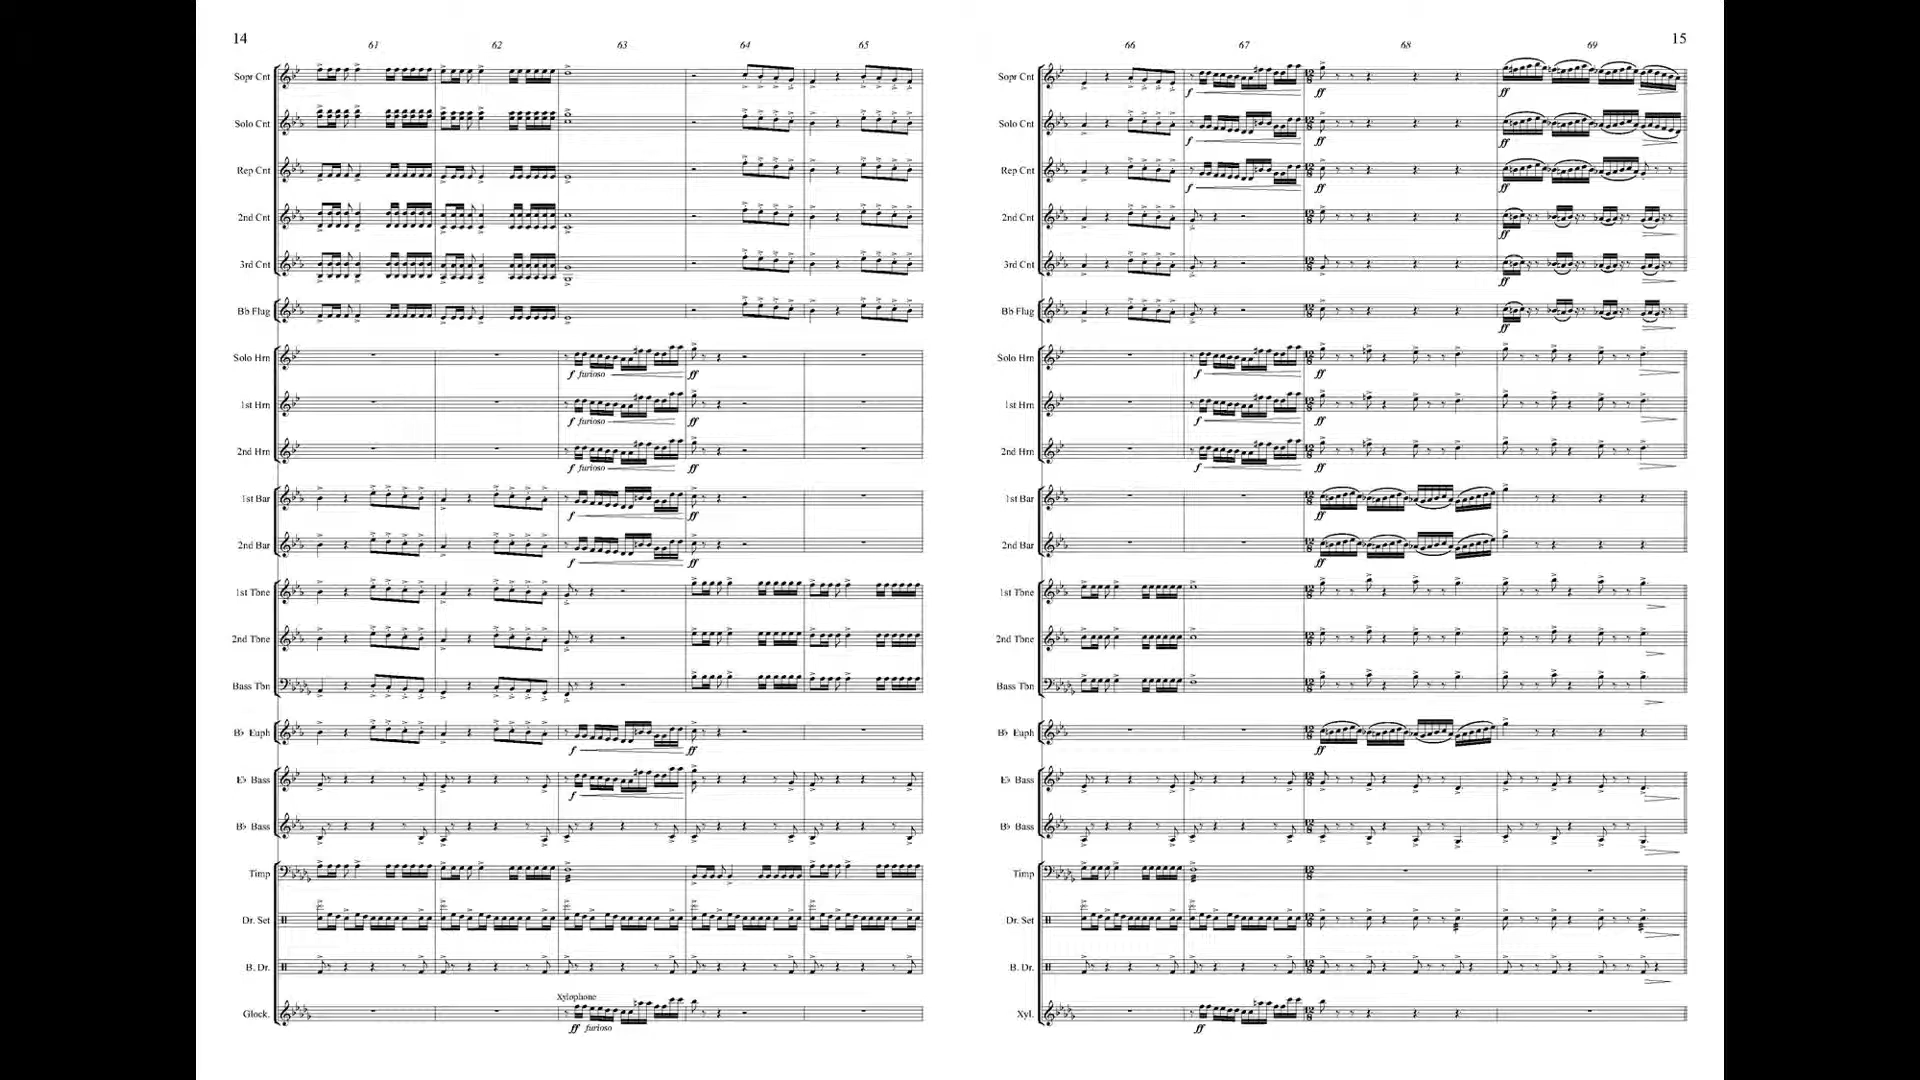 14
61 62 63 64 65
Sopr Cnt
Solo Cnt
Rep Cnt
2nd Cnt
3rd Cnt
Bb Flug
Solo Hrn
f furioso ff
1st Hrn
f furioso ff
2nd Hrn
f furioso ff
1st Bar
f ff
2nd Bar
f ff
1st Tbne
2nd Tbne
Bass Tbn
B♭ Euph
f ff
E♭ Bass
f
B♭ Bass
Timp
Dr. Set
B. Dr.
Xylophone
Glock.
ff furioso
15
66 67 68 69
Sopr Cnt
f ff ff
Solo Cnt
f ff ff
Rep Cnt
f ff ff
2nd Cnt
ff
3rd Cnt
ff
Bb Flug
ff
Solo Hrn
f ff
1st Hrn
f ff
2nd Hrn
f ff
1st Bar
ff
2nd Bar
ff
1st Tbne
2nd Tbne
Bass Tbn
B♭ Euph
ff
E♭ Bass
B♭ Bass
Timp
Dr. Set
B. Dr.
Xyl.
ff